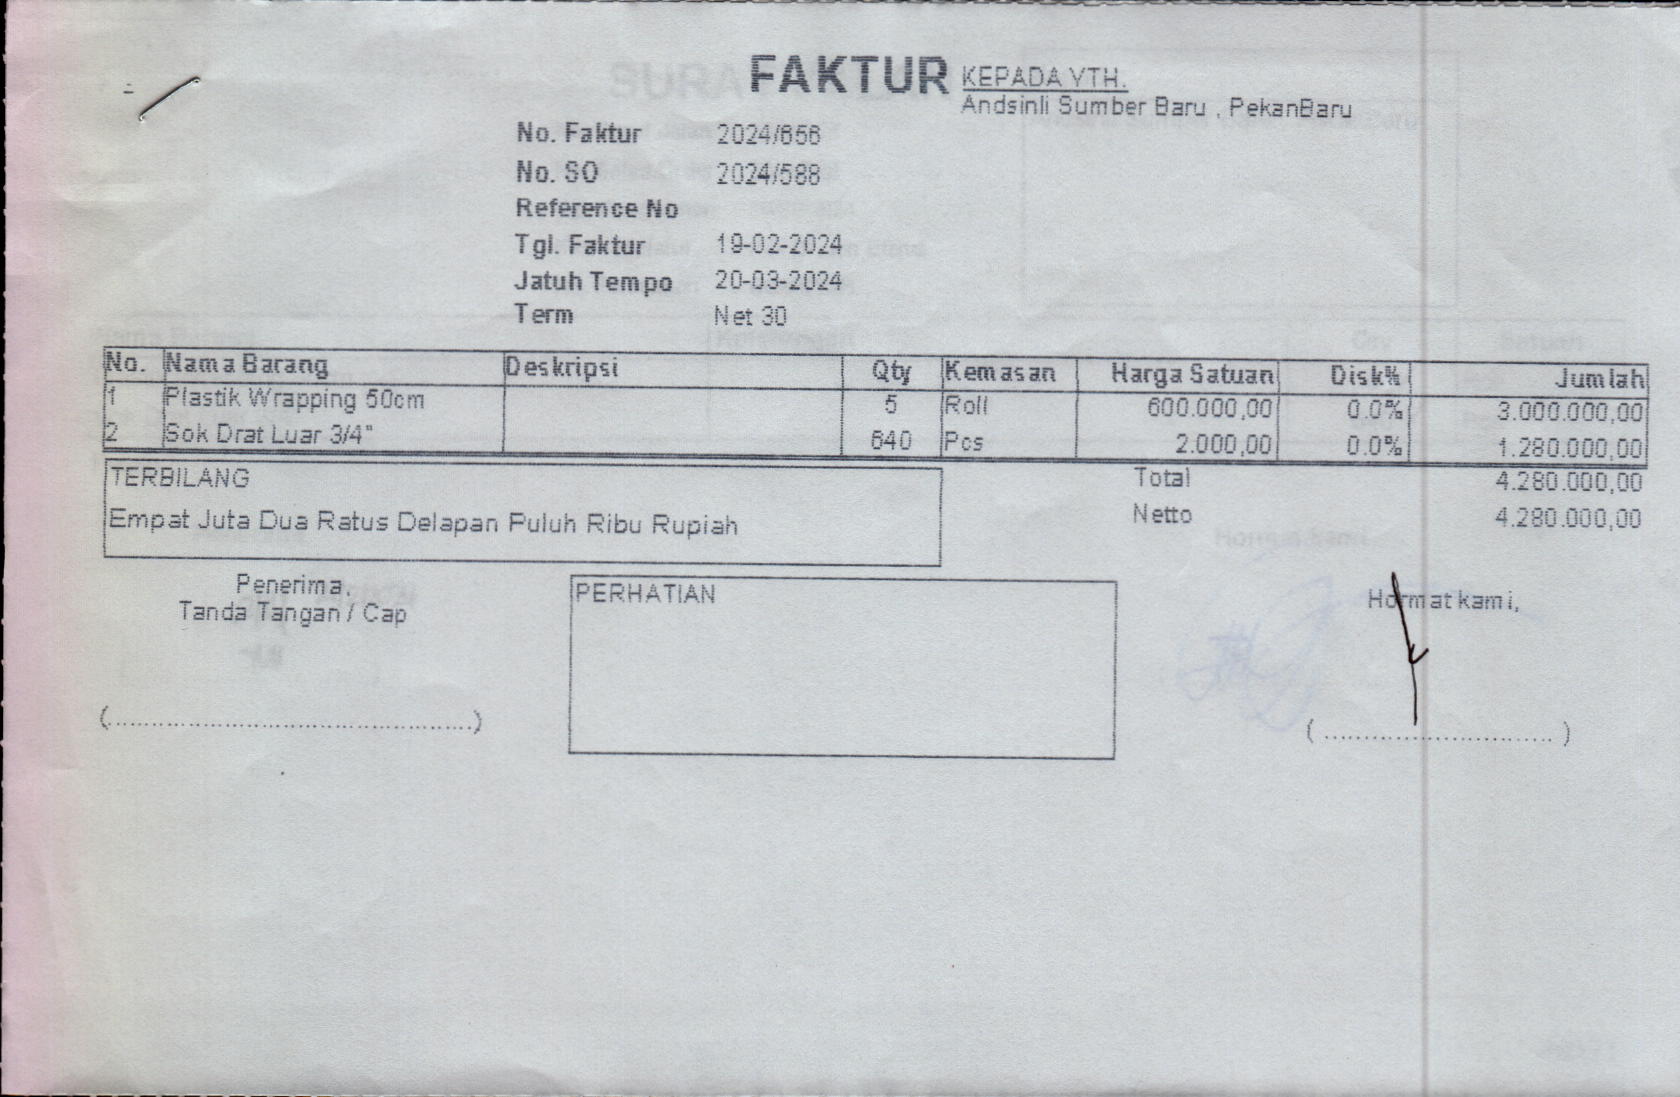 FAKTUR
KEPADA YTH.
Andsinli Sumber Baru , PekanBaru
No. Faktur 2024/656
No. SO 2024/588
Reference No
Tgl. Faktur 19-02-2024
Jatuh Tempo 20-03-2024
Term Net 30
No. Nama Barang Deskripsi Qty Kemasan Harga Satuan Disk% Jumlah
1 Plastik Wrapping 50cm 5 Roll 600.000,00 0.0% 3.000.000,00
2 Sok Drat Luar 3/4" 640 Pcs 2.000,00 0.0% 1.280.000,00
TERBILANG
Empat Juta Dua Ratus Delapan Puluh Ribu Rupiah
Total 4.280.000,00
Netto 4.280.000,00
Penerima.
Tanda Tangan / Cap
PERHATIAN
Hormat kami,
(..................................................)
( ............................... )